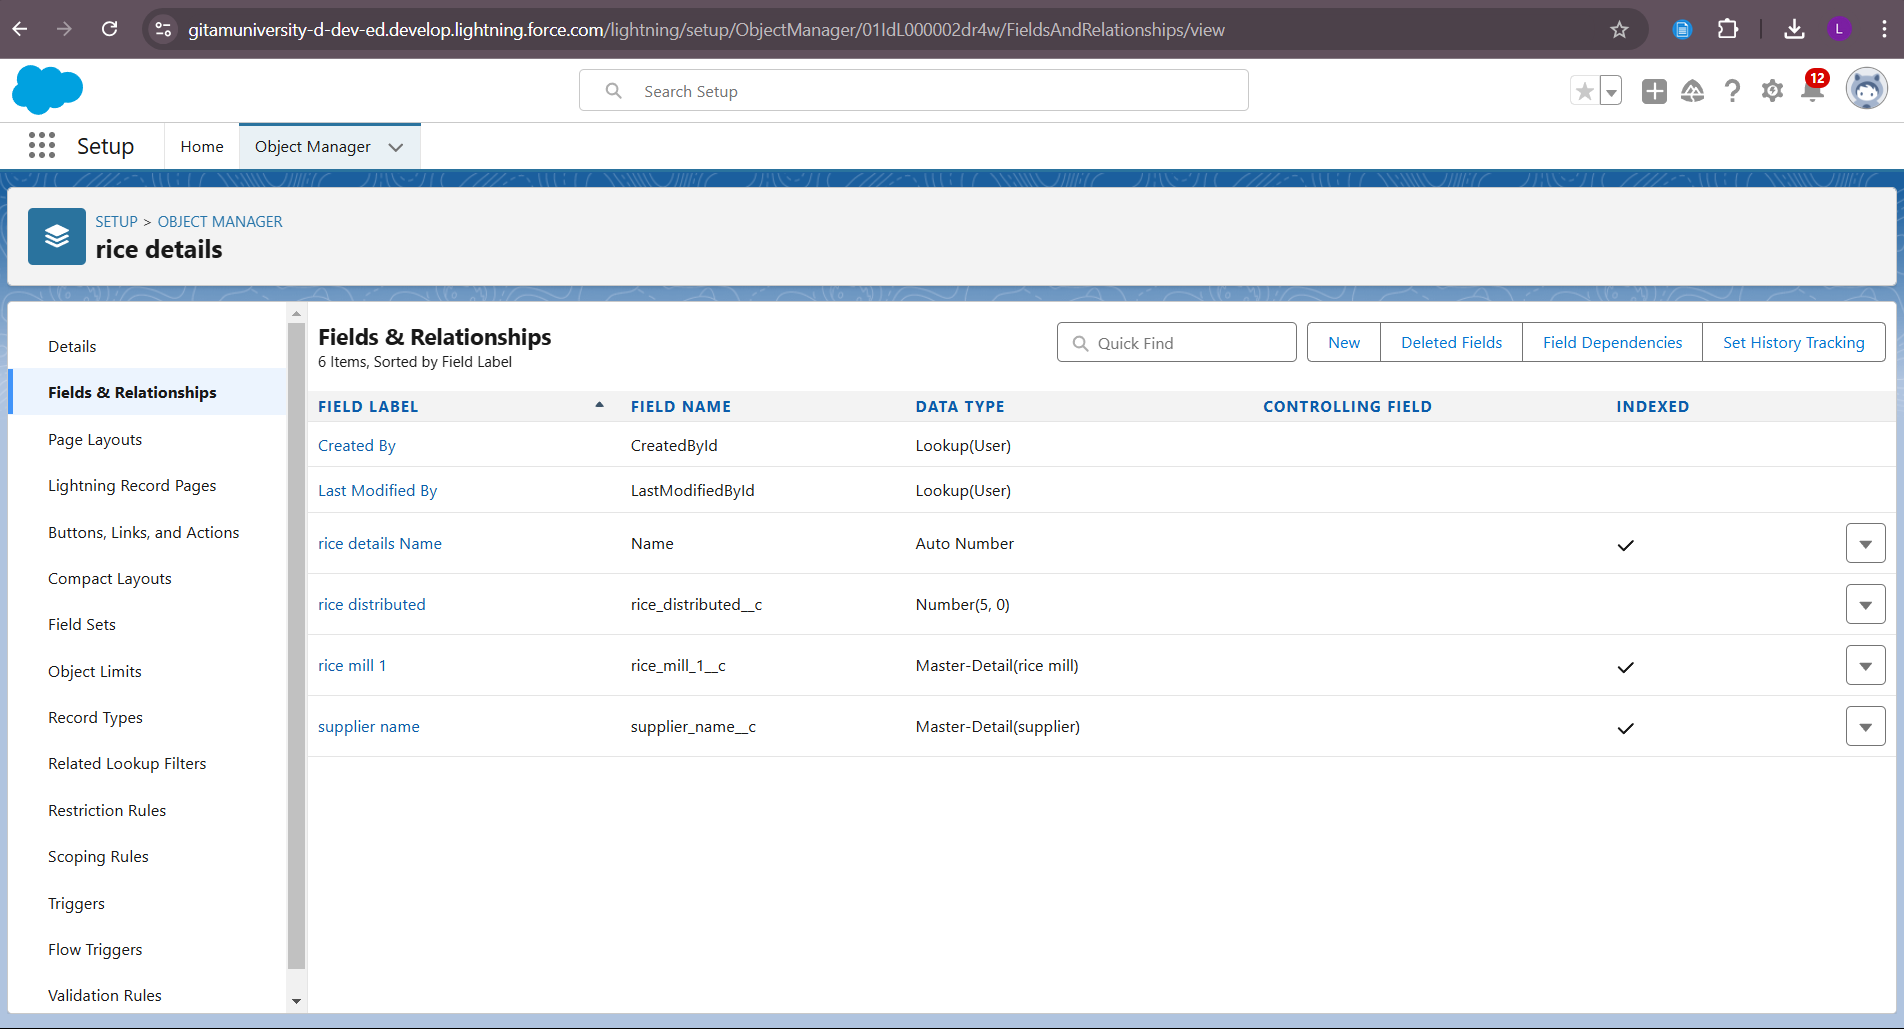 gitamuniversity-d-dev-ed.develop.lightning.force.com/lightning/setup/ObjectManager/01IdL000002dr4w/FieldsAndRelationships/view
L
Search Setup
12
Setup
Home
Object Manager
SETUP > OBJECT MANAGER
rice details
Details
Fields & Relationships
Page Layouts
Lightning Record Pages
Buttons, Links, and Actions
Compact Layouts
Field Sets
Object Limits
Record Types
Related Lookup Filters
Restriction Rules
Scoping Rules
Triggers
Flow Triggers
Validation Rules
Fields & Relationships
6 Items, Sorted by Field Label
Quick Find
New
Deleted Fields
Field Dependencies
Set History Tracking
FIELD LABEL FIELD NAME DATA TYPE CONTROLLING FIELD INDEXED
Created By CreatedById Lookup(User)
Last Modified By LastModifiedById Lookup(User)
rice details Name Name Auto Number
rice distributed rice_distributed__c Number(5, 0)
rice mill 1 rice_mill_1__c Master-Detail(rice mill)
supplier name supplier_name__c Master-Detail(supplier)